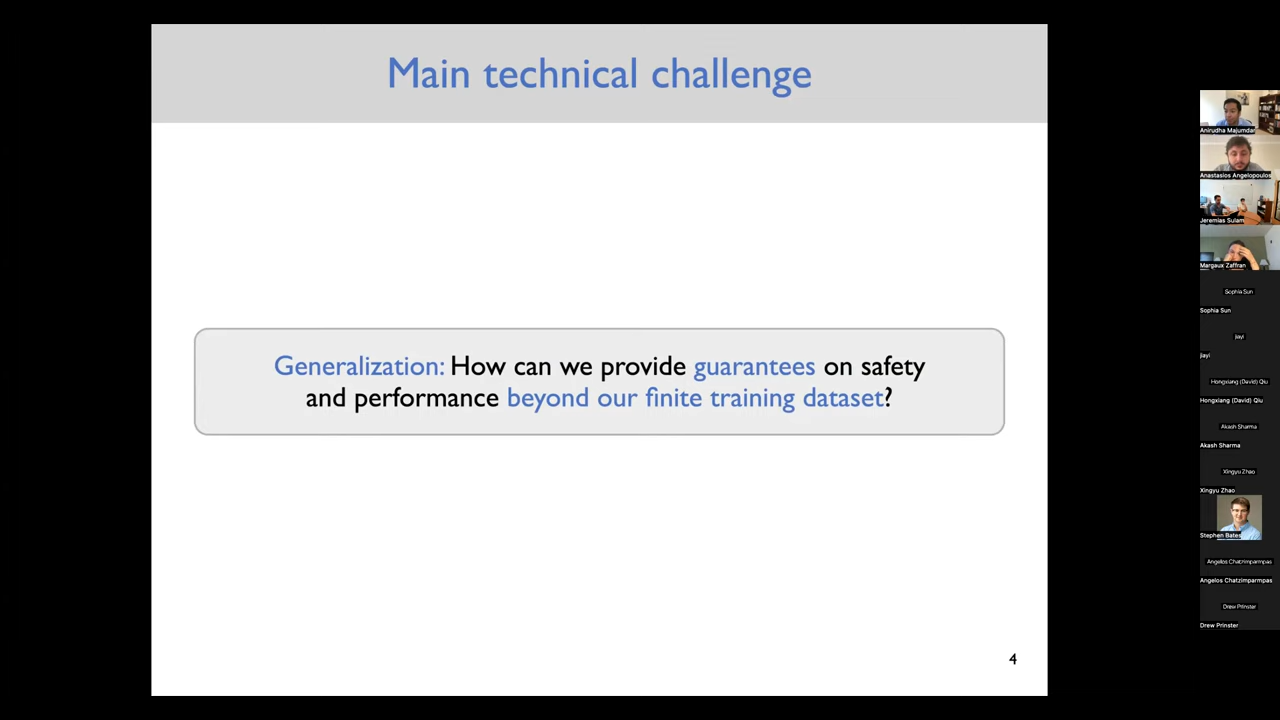 Main technical challenge
Generalization: How can we provide guarantees on safety
and performance beyond our finite training dataset?
4
Anirudha Majumdar
Anastasios Angelopoulos
Jeremias Sulam
Margaux Zaffran
Sophia Sun
Sophia Sun
Jiayi
Jiayi
Hongxiang (David) Qiu
Hongxiang (David) Qiu
Akash Sharma
Akash Sharma
Xingyu Zhao
Xingyu Zhao
Stephen Bates
Angelos Chatzimparmpas
Angelos Chatzimparmpas
Drew Prinster
Drew Prinster